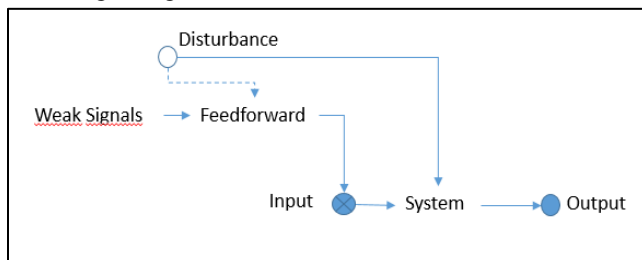 Disturbance
Weak Signals
Feedforward
Input
System
Output